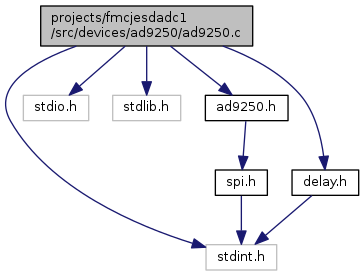 projects/fmcjesdadc1
/src/devices/ad9250/ad9250.c
stdio.h
stdlib.h
ad9250.h
spi.h
delay.h
stdint.h